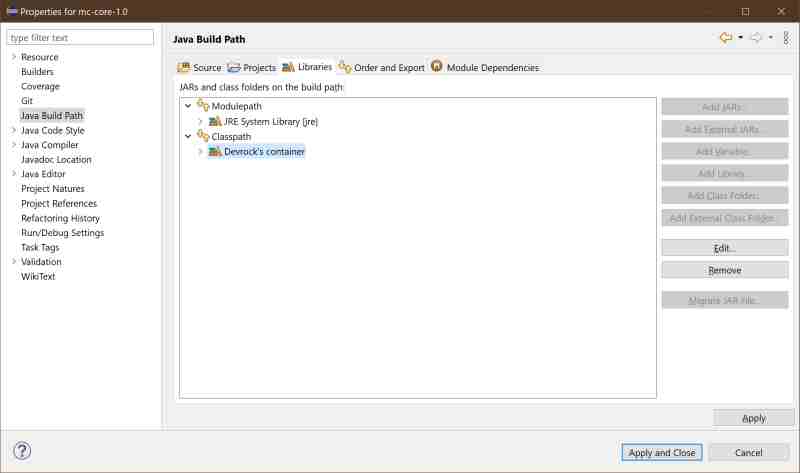 Properties for mc-core-1.0
type filter text
Resource
Builders
Coverage
Git
Java Build Path
Java Code Style
Java Compiler
Javadoc Location
Java Editor
Project Natures
Project References
Refactoring History
Run/Debug Settings
Task Tags
Validation
WikiText
Java Build Path
Source Projects Libraries Order and Export Module Dependencies
JARs and class folders on the build path:
Modulepath
JRE System Library [jre]
Classpath
Devrock's container
Add JARs...
Add External JARs...
Add Variable...
Add Library...
Add Class Folder...
Add External Class Folder...
Edit...
Remove
Migrate JAR File...
Apply
Apply and Close Cancel